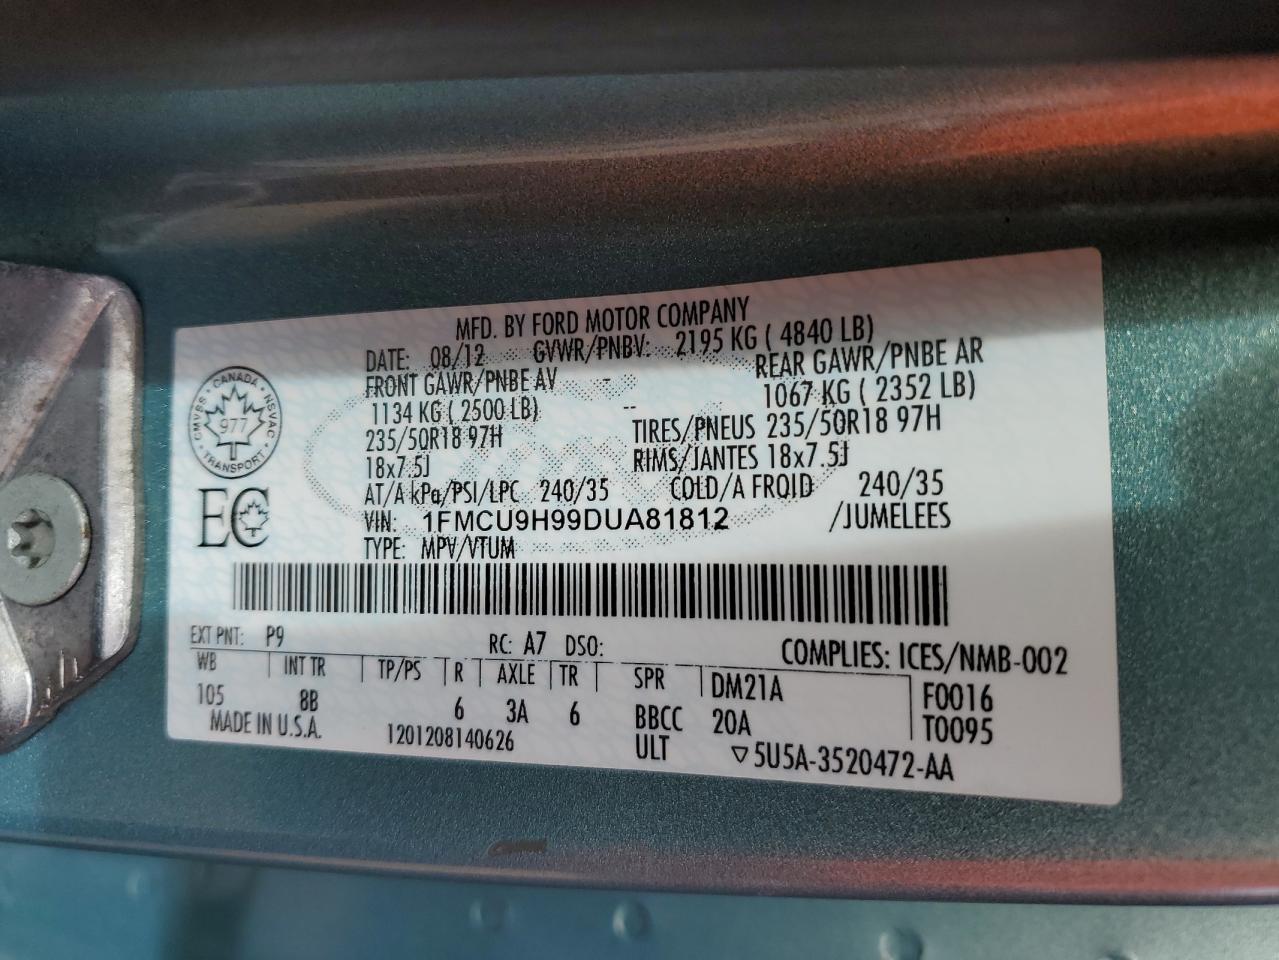 MFD. BY FORD MOTOR COMPANY
DATE: 08/12 GVWR/PNBV: 2195 KG ( 4840 LB)
FRONT GAWR/PNBE AV - REAR GAWR/PNBE AR
1134 KG ( 2500 LB) -- 1067 KG ( 2352 LB)
235/50R18 97H TIRES/PNEUS 235/50R18 97H
18x7.5J RIMS/JANTES 18x7.5J
AT/A kPa/PSI/LPC 240/35 COLD/A FROID 240/35
VIN: 1FMCU9H99DUA81812 /JUMELEES
TYPE: MPV/VTUM
CANADA
CMVSS NSVAC
977
TRANSPORT
EC
EXT PNT: P9 RC: A7 DSO: COMPLIES: ICES/NMB-002
WB INT TR TP/PS R AXLE TR SPR DM21A F0016
105 8B 6 3A 6 BBCC 20A T0095
MADE IN U.S.A. 1201208140626 ULT ▽5U5A-3520472-AA